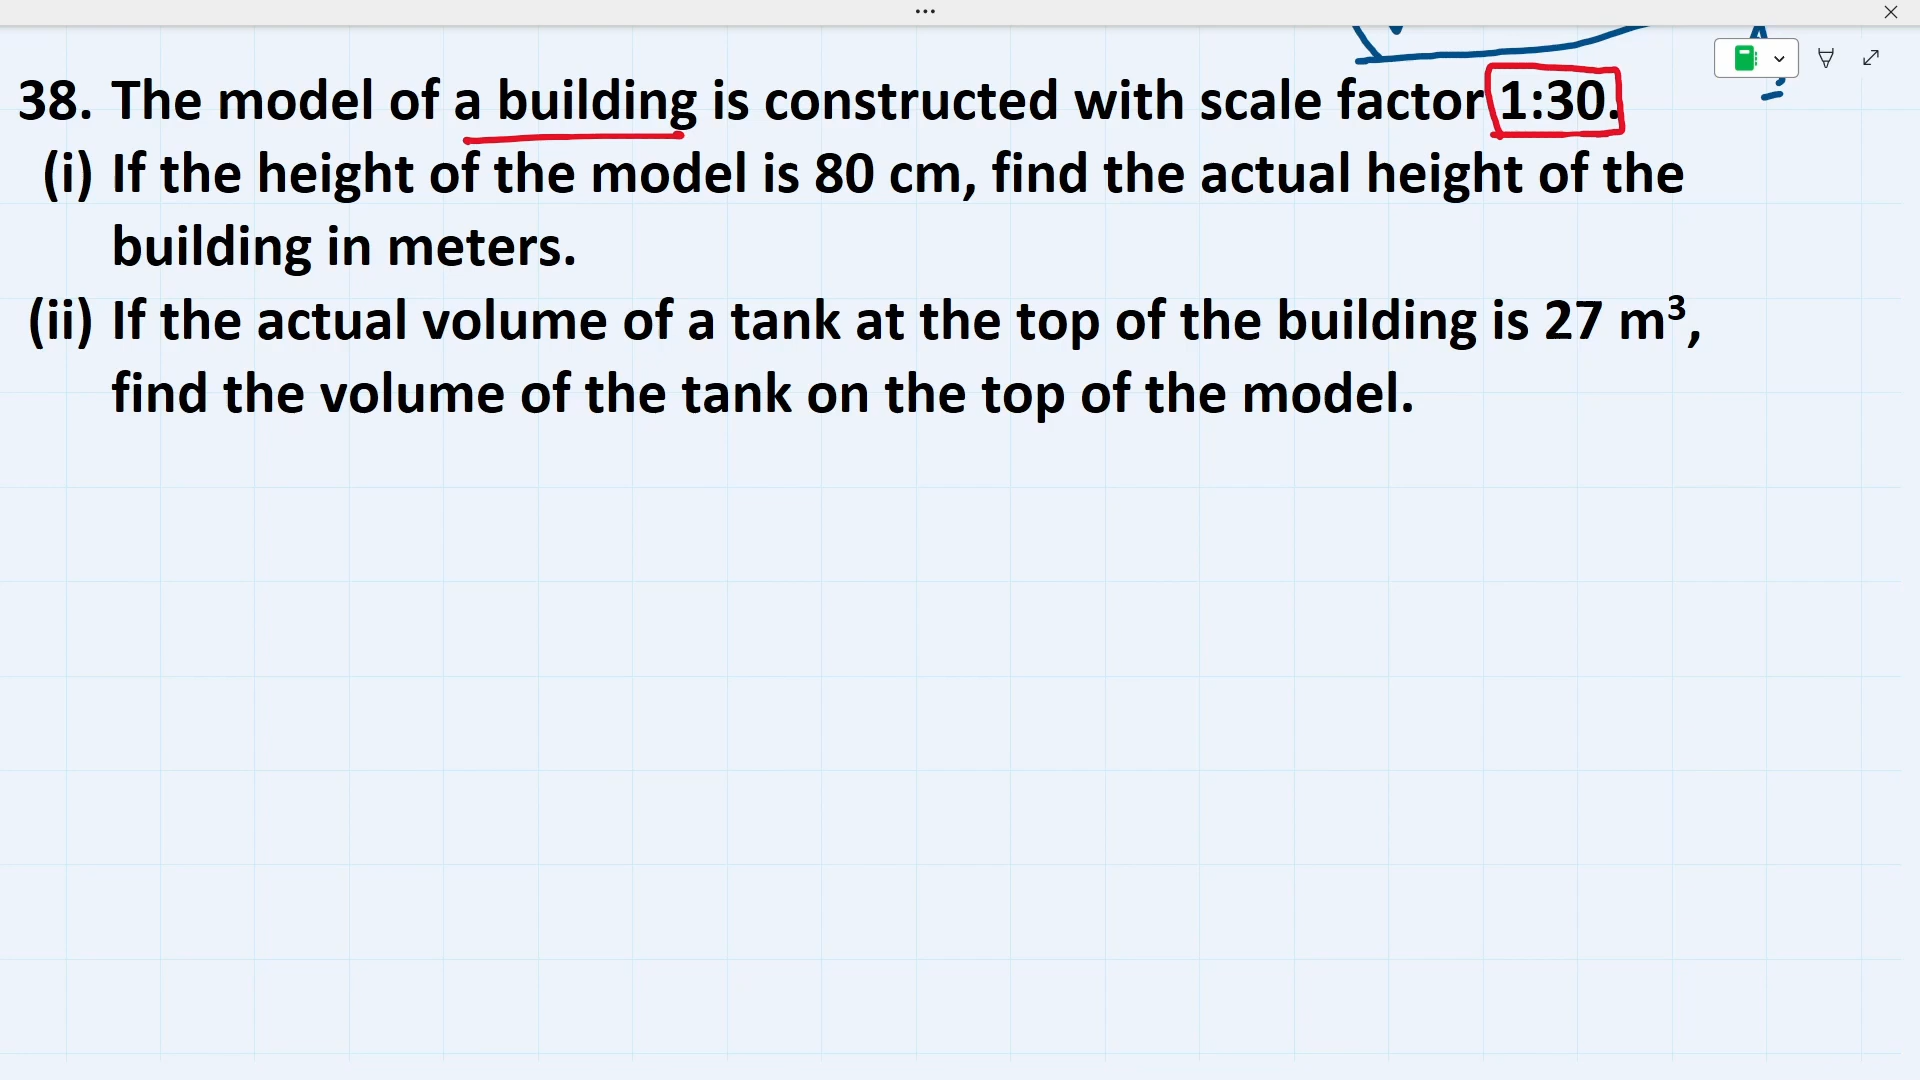 38. The model of a building is constructed with scale factor 1:30.
(i) If the height of the model is 80 cm, find the actual height of the
building in meters.
(ii) If the actual volume of a tank at the top of the building is 27 m³,
find the volume of the tank on the top of the model.